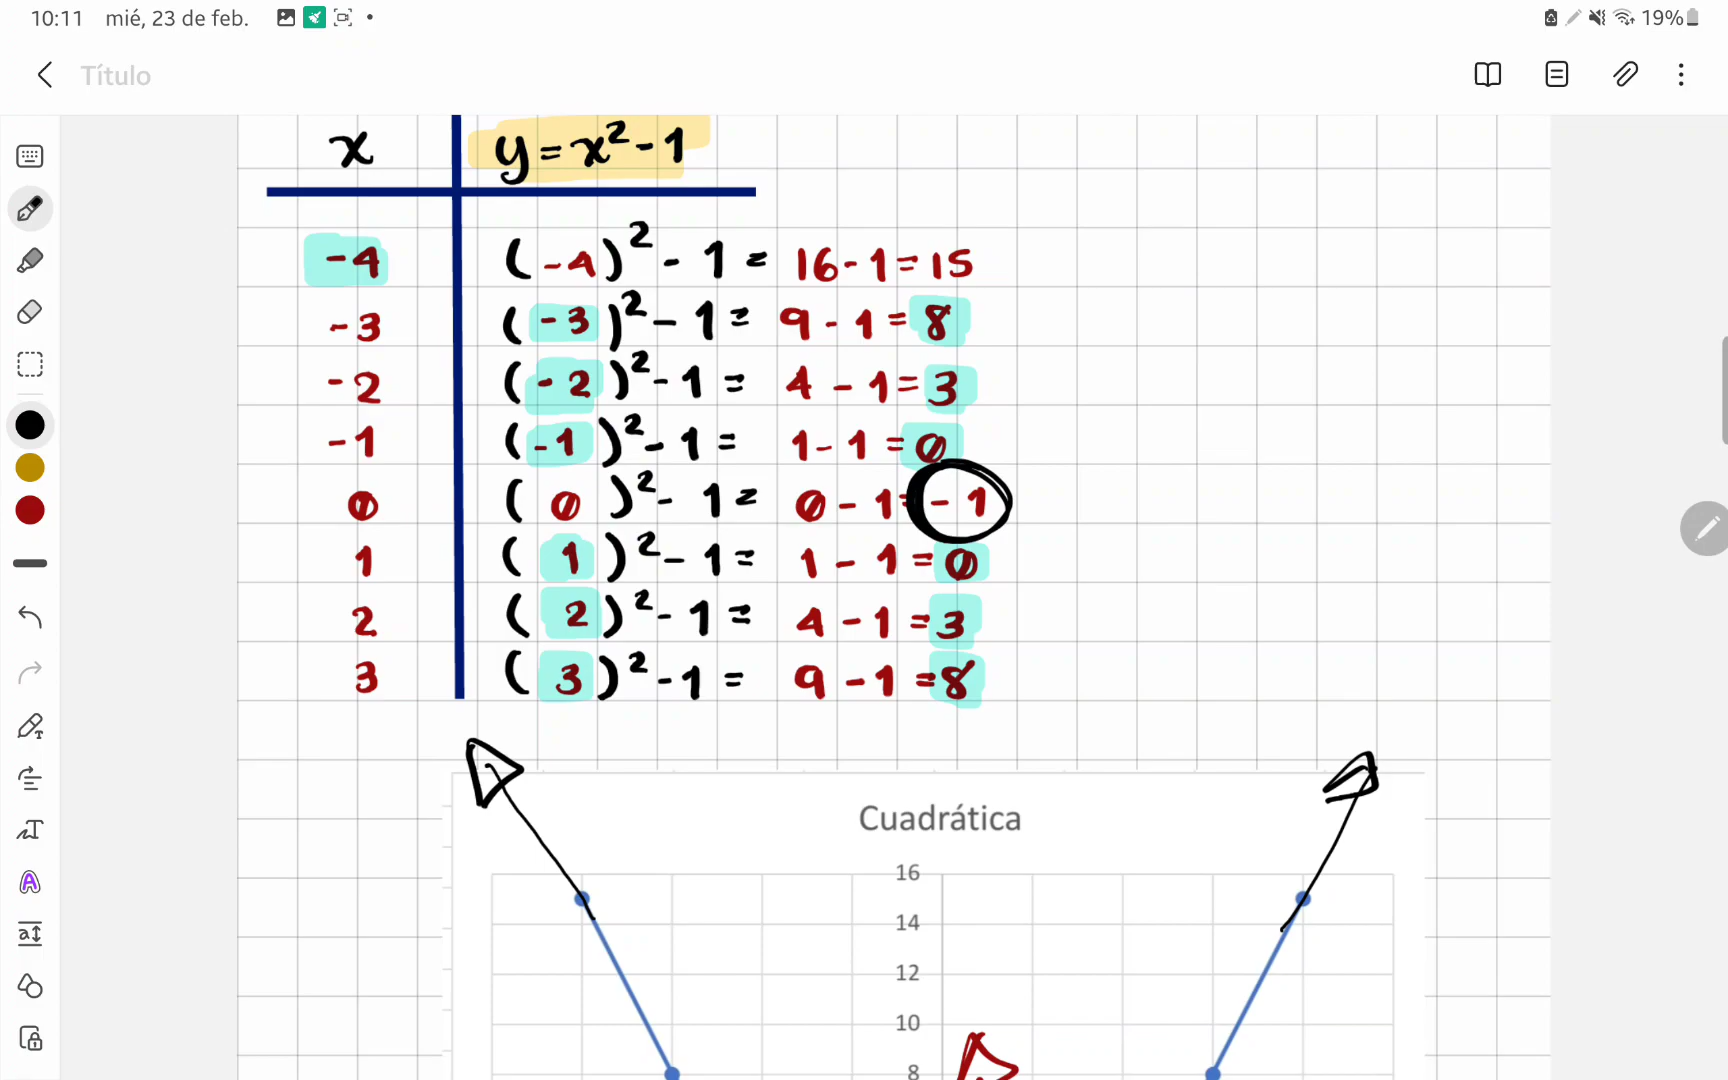 10:11 mié, 23 de feb. 19%
Título
x y = x² - 1
-4 (-4)² - 1 = 16 - 1 = 15
-3 (-3)² - 1 = 9 - 1 = 8
-2 (-2)² - 1 = 4 - 1 = 3
-1 (-1)² - 1 = 1 - 1 = 0
0 (0)² - 1 = 0 - 1 = -1
1 (1)² - 1 = 1 - 1 = 0
2 (2)² - 1 = 4 - 1 = 3
3 (3)² - 1 = 9 - 1 = 8
Cuadrática
16
14
12
10
8